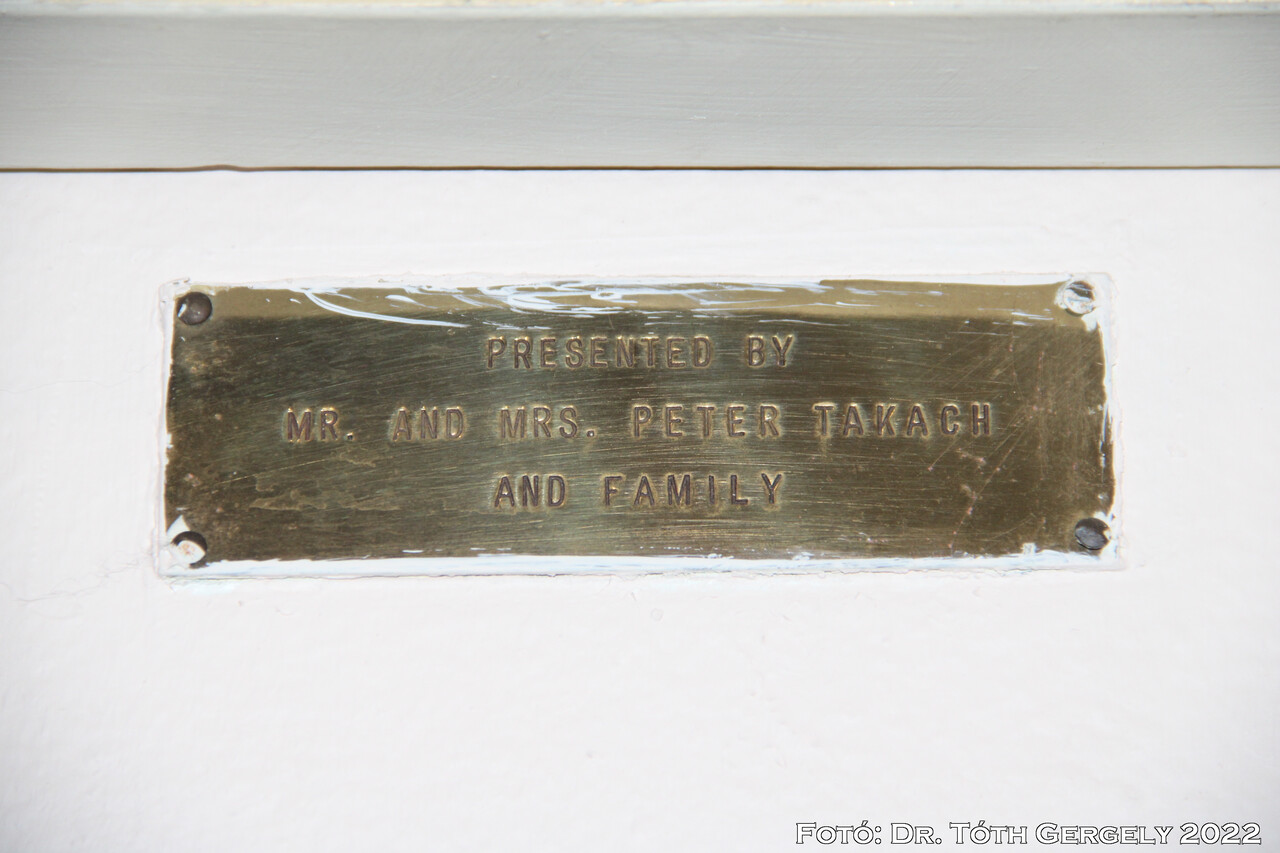 PRESENTED BY
MR. AND MRS. PETER TAKACH
AND FAMILY
Fotó: Dr. Tóth Gergely 2022